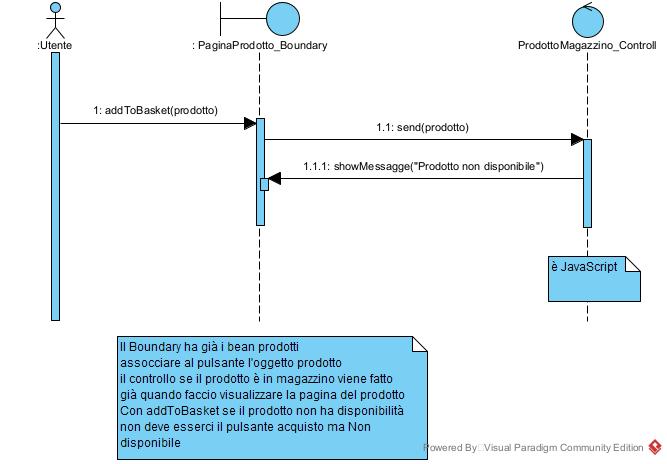 :Utente
: PaginaProdotto_Boundary
ProdottoMagazzino_Controll
1: addToBasket(prodotto)
1.1: send(prodotto)
1.1.1: showMessagge("Prodotto non disponibile")
è JavaScript
Il Boundary ha già i bean prodotti
assocciare al pulsante l'oggetto prodotto
il controllo se il prodotto è in magazzino viene fatto
già quando faccio visualizzare la pagina del prodotto
Con addToBasket se il prodotto non ha disponibilità
non deve esserci il pulsante acquisto ma Non
disponibile
Powered By Visual Paradigm Community Edition